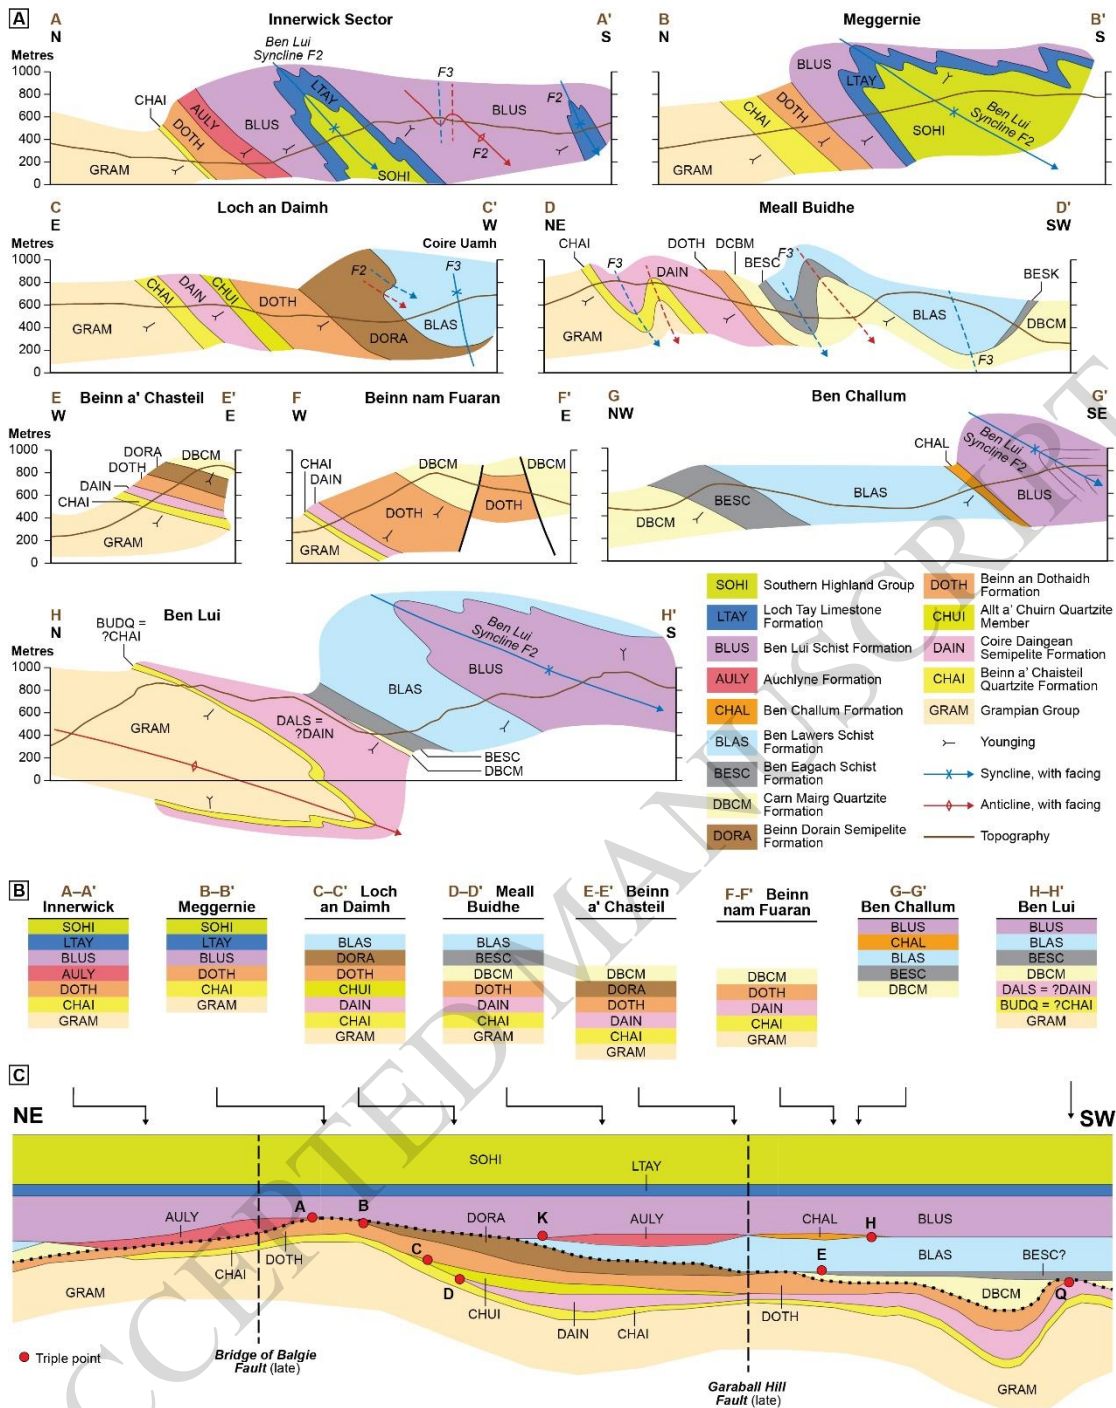 A
A
N
Innerwick Sector
A'
S
B
N
Meggernie
B'
S
Metres
1000
800
600
400
200
0
Ben Lui
Syncline F2
CHAI
AULY
DOTH
GRAM
BLUS
LTAY
SOHI
F3
F2
BLUS
F2
1000
800
600
400
200
0
BLUS
LTAY
DOTH
CHAI
GRAM
SOHI
Ben Lui
Syncline F2
C
E
Loch an Daimh
C'
W
D
NE
Meall Buidhe
D'
SW
Metres
1000
800
600
400
200
0
Coire Uamh
CHAI
DAIN
CHUI
DOTH
GRAM
F2
F3
DORA
BLAS
CHAI
F3
DAIN
DOTH
DCBM
BESC
F3
GRAM
BLAS
F3
BESK
DBCM
E
W
Beinn a' Chasteil
E'
E
F
W
Beinn nam Fuaran
F'
E
G
NW
Ben Challum
G'
SE
Metres
1000
800
600
400
200
0
DORA
DOTH
DAIN
CHAI
GRAM
CHAI
DAIN
DBCM
DBCM
DOTH
DOTH
GRAM
CHAL
Ben Lui
Syncline F2
BESC
BLAS
BLUS
DBCM
H
N
Ben Lui
H'
S
BUDQ =
?CHAI
Metres
1000
800
600
400
200
0
GRAM
DALS =
?DAIN
BLAS
BLUS
Ben Lui
Syncline F2
BESC
DBCM
SOHI
Southern Highland Group
LTAY
Loch Tay Limestone
Formation
BLUS
Ben Lui Schist Formation
AULY
Auchlyne Formation
CHAL
Ben Challum Formation
BLAS
Ben Lawers Schist
Formation
BESC
Ben Eagach Schist
Formation
DBCM
Carn Mairg Quartzite
Formation
DORA
Beinn Dorain Semipelite
Formation
DOTH
Beinn an Dothaidh
Formation
CHUI
Allt a' Chuirn Quartzite
Member
DAIN
Coire Daingean
Semipelite Formation
CHAI
Beinn a' Chaisteil
Quartzite Formation
GRAM
Grampian Group
Younging
Syncline, with facing
Anticline, with facing
Topography
B
A–A'
Innerwick
SOHI
LTAY
BLUS
AULY
DOTH
CHAI
GRAM
B–B'
Meggernie
SOHI
LTAY
BLUS
DOTH
CHAI
GRAM
C–C' Loch
an Daimh
BLAS
DORA
DOTH
CHUI
DAIN
CHAI
GRAM
D–D' Meall
Buidhe
BLAS
BESC
DBCM
DOTH
DAIN
CHAI
GRAM
E-E' Beinn
a' Chasteil
DBCM
DORA
DOTH
DAIN
CHAI
GRAM
F-F' Beinn
nam Fuaran
DBCM
DOTH
DAIN
CHAI
GRAM
G–G'
Ben Challum
BLUS
CHAL
BLAS
BESC
DBCM
H–H'
Ben Lui
BLUS
BLAS
BESC
DBCM
DALS = ?DAIN
BUDQ = ?CHAI
GRAM
C
NE
SW
SOHI
LTAY
AULY
A
B
DORA
K
AULY
CHAL
H
BLUS
C
E
BLAS
BESC?
GRAM
CHAI
DOTH
D
CHUI
DAIN
CHAI
DOTH
DBCM
Q
GRAM
Triple point
Bridge of Balgie
Fault (late)
Garaball Hill
Fault (late)
CCEPTED MANUSCRIPT